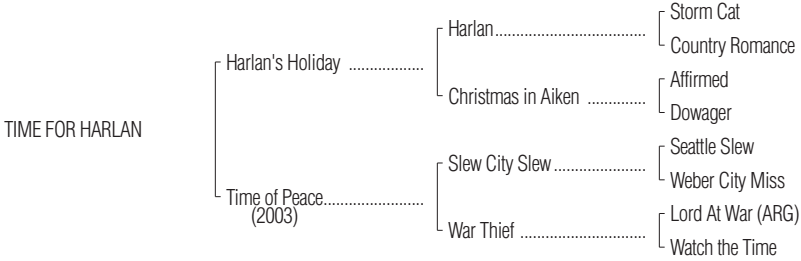 Storm Cat
Harlan....................................
Country Romance
Harlan's Holiday ..................
Affirmed
Christmas in Aiken ..............
Dowager
TIME FOR HARLAN
Seattle Slew
Slew City Slew......................
Weber City Miss
Time of Peace........................
(2003)
Lord At War (ARG)
War Thief ..............................
Watch the Time